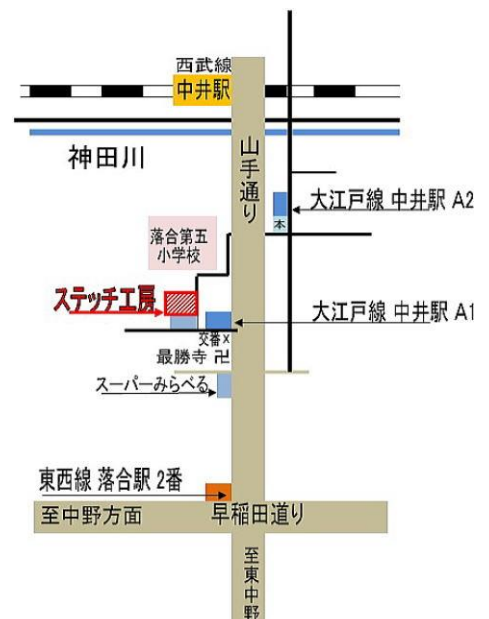 西武線
中井駅
神田川
山手通り
大江戸線 中井駅 A2
本
落合第五
小学校
ステッチ工房
大江戸線 中井駅 A1
交番×
最勝寺 卍
スーパーみらべる
東西線 落合駅 2番
至中野方面
早稲田道り
至東中野